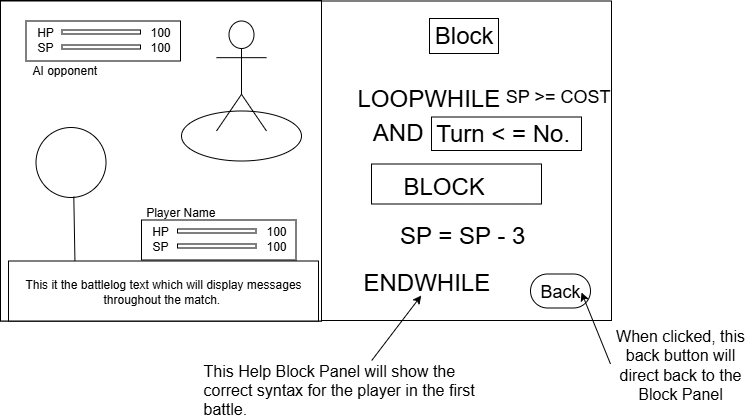 HP 100
SP 100
AI opponent
Player Name
HP 100
SP 100
This it the battlelog text which will display messages
throughout the match.
Block
LOOPWHILE SP >= COST
AND Turn < = No.
BLOCK
SP = SP - 3
ENDWHILE
Back
This Help Block Panel will show the
correct syntax for the player in the first
battle.
When clicked, this
back button will
direct back to the
Block Panel